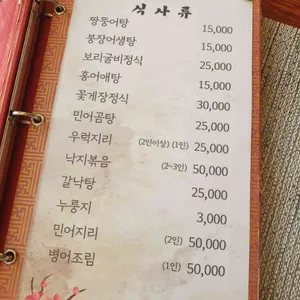 식사류
짱뚱어탕 15,000
붕장어생탕 15,000
보리굴비정식 25,000
홍어애탕 15,000
꽃게장정식 30,000
민어곰탕 25,000
우럭지리 (2인이상) (1인) 25,000
낙지볶음 (2~3인) 50,000
갈낙탕 25,000
누룽지 3,000
민어지리 (2인) 50,000
병어조림 (1인) 50,000